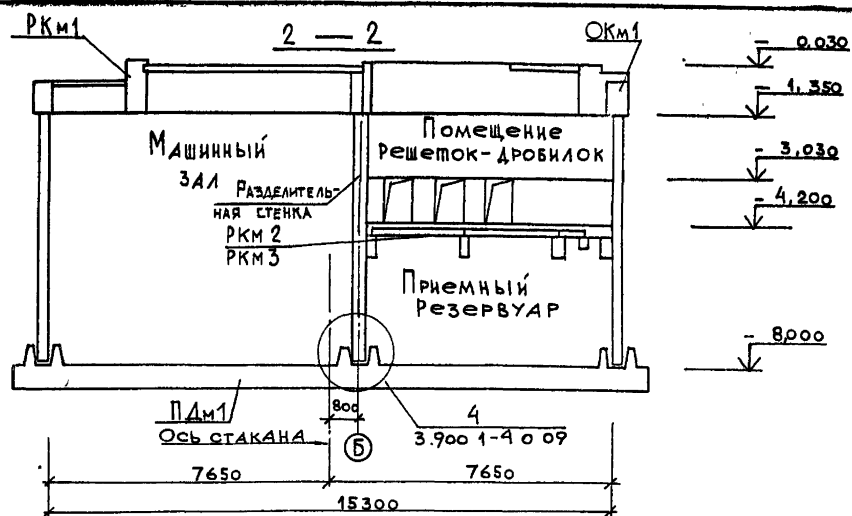 РКм1
2 — 2
ОКм1
- 0.030
- 1,350
- 3,030
- 4,200
- 8,000
Машинный
зал
Помещение
решеток-дробилок
Разделитель-
ная стенка
РКм 2
РКм 3
Приемный
резервуар
ПДм1
Ось стакана
800
Б
4
3.900 1-4 0 09
7650
7650
15300